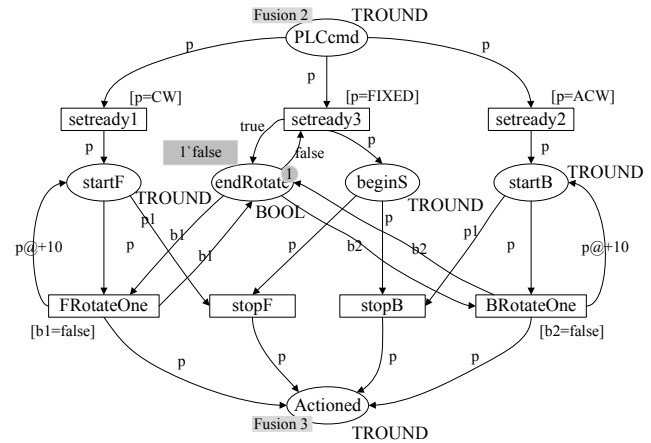 Fusion 2
TROUND
PLCcmd
p
p
p
[p=CW]
[p=FIXED]
[p=ACW]
setready1
setready3
setready2
p
true
false
p
p
1`false
1
startF
endRotate
beginS
startB
TROUND
TROUND
BOOL
TROUND
p@+10
p
p1
b1
b1
p
p
b2
b2
p1
p
p@+10
FRotateOne
stopF
stopB
BRotateOne
[b1=false]
[b2=false]
p
p
p
p
Actioned
Fusion 3
TROUND